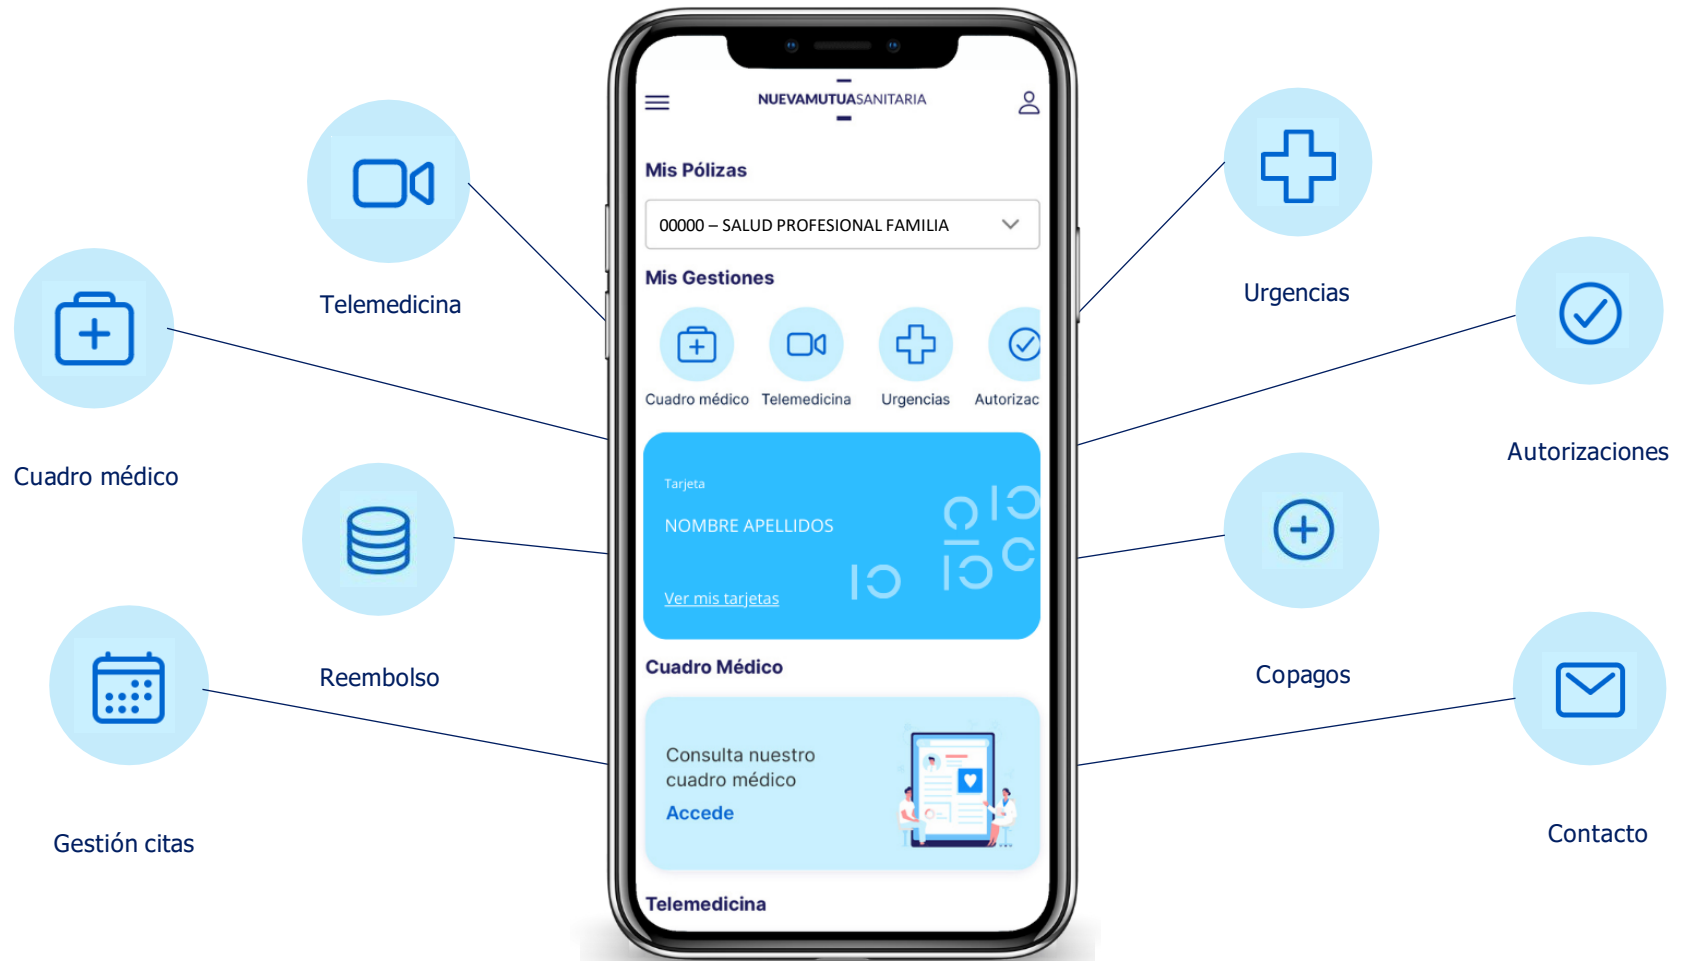 NUEVAMUTUASANITARIA
Mis Pólizas
00000 – SALUD PROFESIONAL FAMILIA
Mis Gestiones
Cuadro médico Telemedicina Urgencias Autorizac
Tarjeta
NOMBRE APELLIDOS
Ver mis tarjetas
Cuadro Médico
Consulta nuestro
cuadro médico
Accede
Telemedicina
Telemedicina
Cuadro médico
Reembolso
Gestión citas
Urgencias
Autorizaciones
Copagos
Contacto